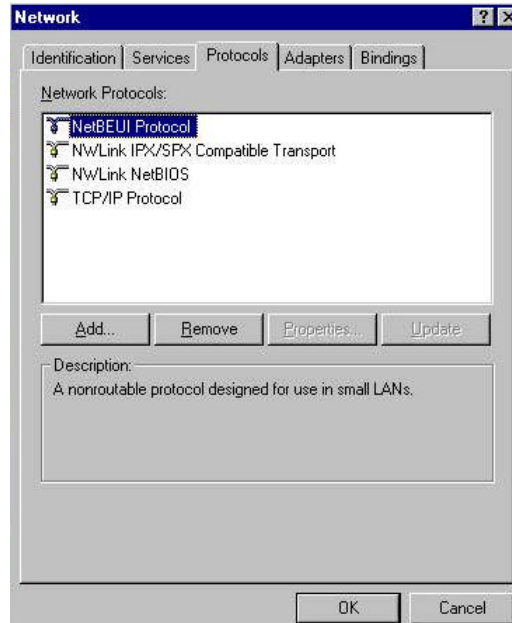 Network
Identification Services Protocols Adapters Bindings
Network Protocols:
NetBEUI Protocol
NWLink IPX/SPX Compatible Transport
NWLink NetBIOS
TCP/IP Protocol
Add... Remove Properties... Update
Description:
A nonroutable protocol designed for use in small LANs.
OK Cancel